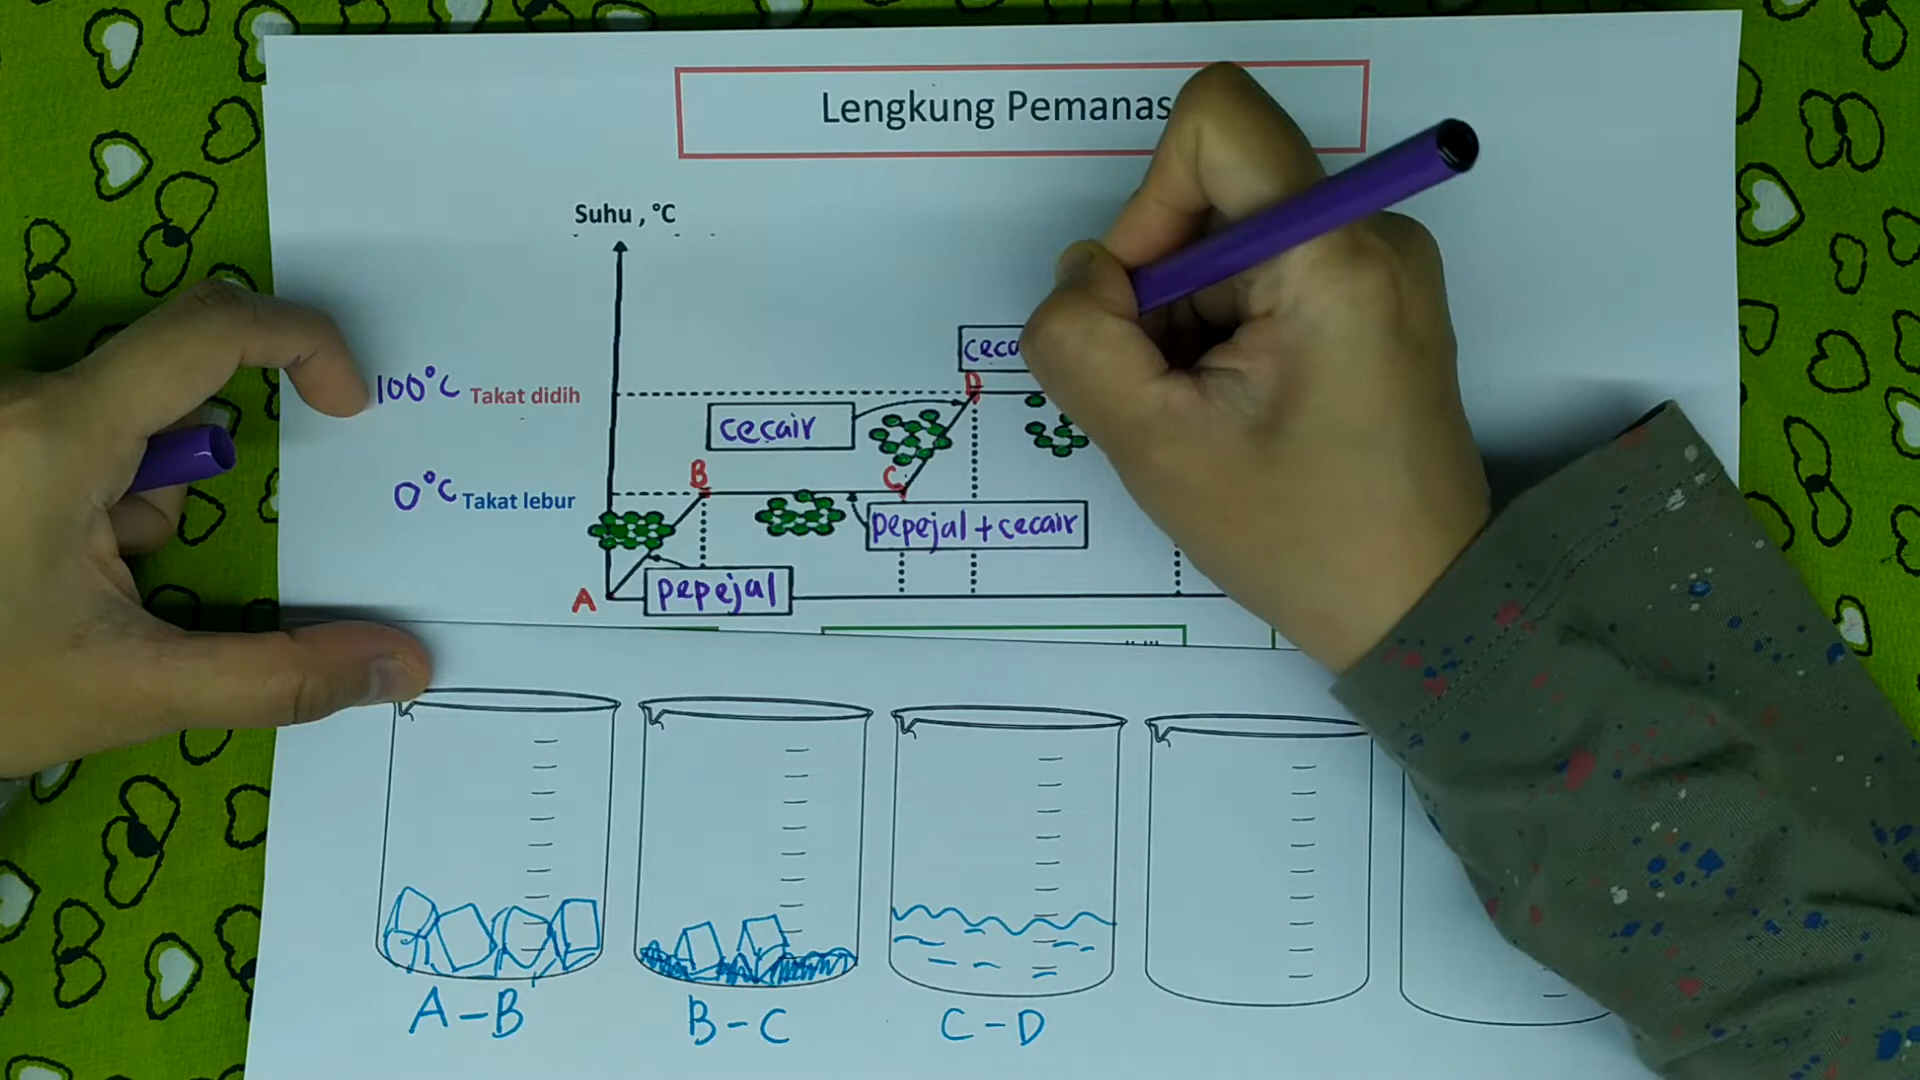 Lengkung Pemanas
Suhu , °C
100°C Takat didih
D
cecair
B
C
0°C Takat lebur
pepejal + cecair
A
pepejal
A-B
B-C
C-D